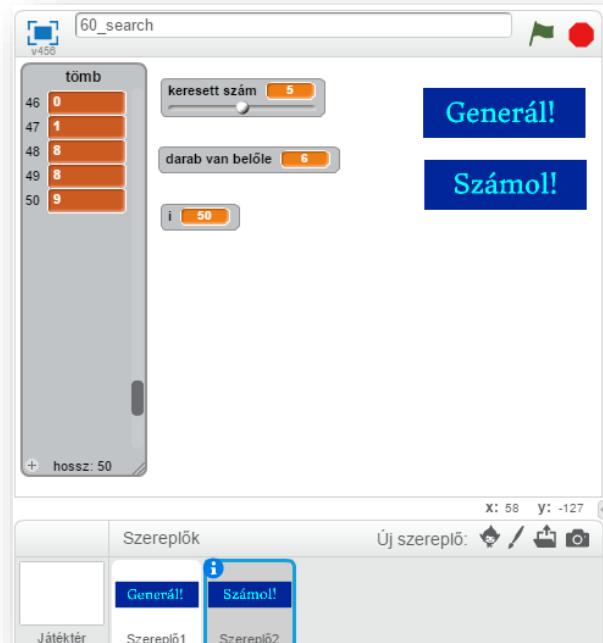 60_search
v456
tömb
46 0
47 1
48 8
49 8
50 9
+ hossz: 50
keresett szám 5
darab van belőle 6
i 50
Generál!
Számol!
x: 58 y: -127
Szereplők
Új szereplő:
Generál!
Számol!
Játéktér
Szereplő1
Szereplő2